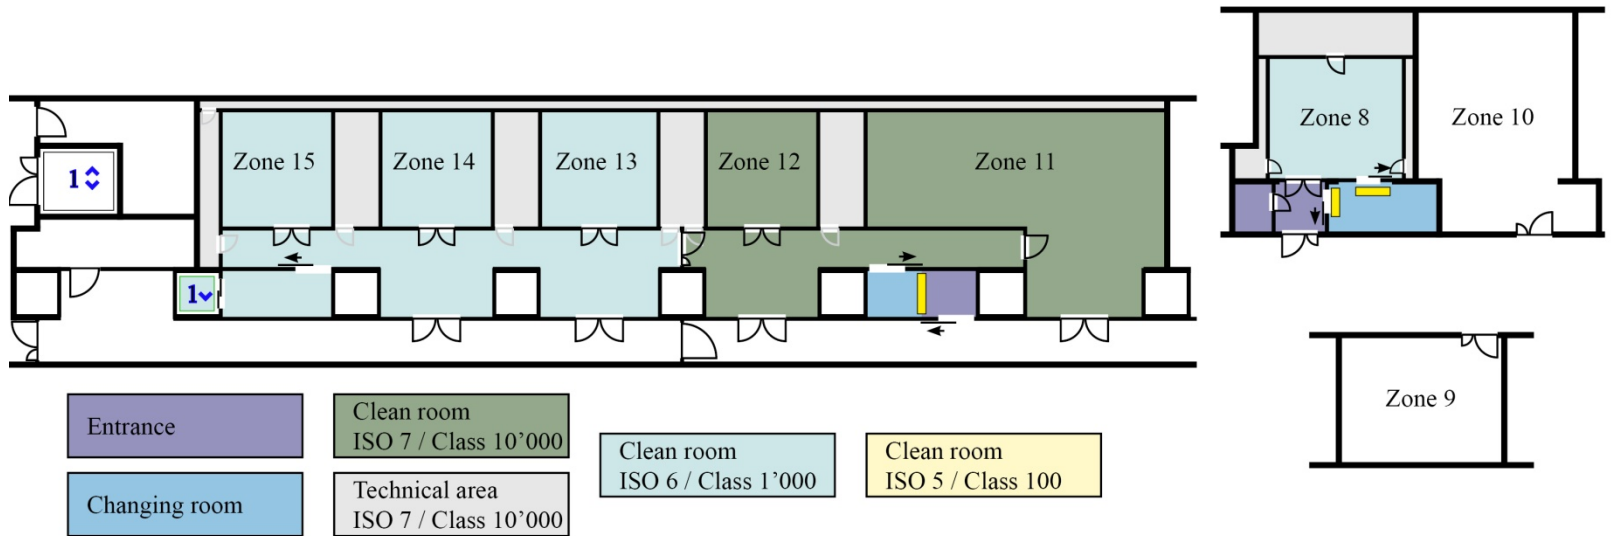 Zone 8
Zone 10
Zone 15
Zone 14
Zone 13
Zone 12
Zone 11
1
1
Zone 9
Entrance
Clean room
ISO 7 / Class 10’000
Clean room
ISO 6 / Class 1’000
Clean room
ISO 5 / Class 100
Changing room
Technical area
ISO 7 / Class 10’000